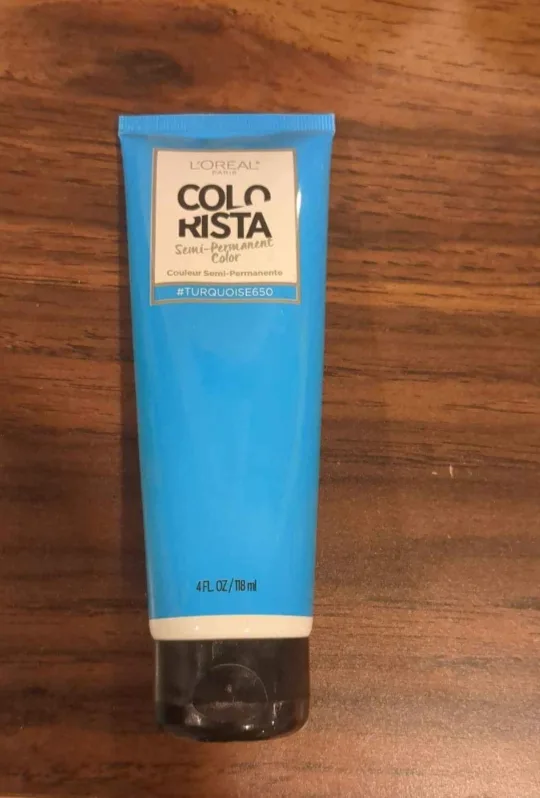 L'ORÉAL
PARIS
COLO
RISTA
Semi-Permanent
Color
Couleur Semi-Permanente
#TURQUOISE650
4 FL. OZ / 118 ml